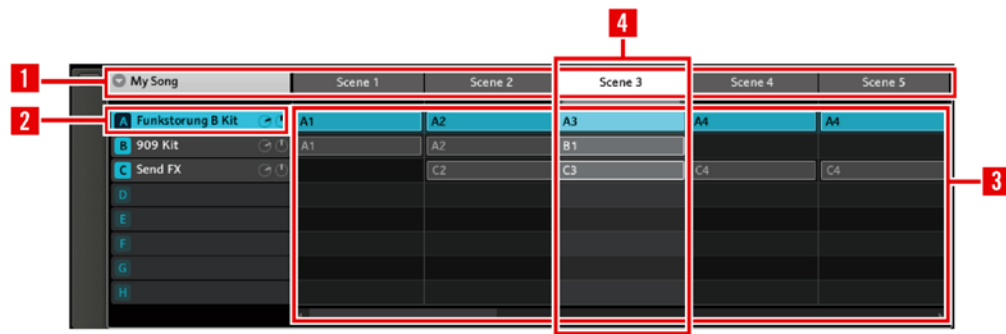 4
1
My Song Scene 1 Scene 2 Scene 3 Scene 4 Scene 5
2
A Funkstorung B Kit A1 A2 A3 A4 A4
B 909 Kit A1 A2 B1
C Send FX C2 C3 C4 C4
3
D
E
F
G
H